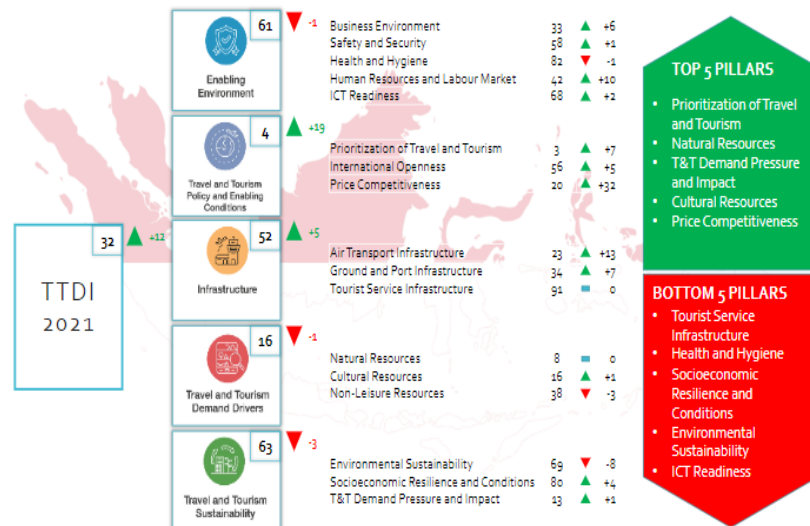 TTDI
2021
32
+12
61
-1
Enabling
Environment
Business Environment 33 +6
Safety and Security 58 +1
Health and Hygiene 82 -1
Human Resources and Labour Market 42 +10
ICT Readiness 68 +2
4
+19
Travel and Tourism
Policy and Enabling
Conditions
Prioritization of Travel and Tourism 3 +7
International Openness 56 +5
Price Competitiveness 20 +32
52
+5
Infrastructure
Air Transport Infrastructure 23 +13
Ground and Port Infrastructure 34 +7
Tourist Service Infrastructure 91 0
16
-1
Travel and Tourism
Demand Drivers
Natural Resources 8 0
Cultural Resources 16 +1
Non-Leisure Resources 38 -3
63
-3
Travel and Tourism
Sustainability
Environmental Sustainability 69 -8
Socioeconomic Resilience and Conditions 80 +4
T&T Demand Pressure and Impact 13 +1
TOP 5 PILLARS
• Prioritization of Travel
and Tourism
• Natural Resources
• T&T Demand Pressure
and Impact
• Cultural Resources
• Price Competitiveness
BOTTOM 5 PILLARS
• Tourist Service
Infrastructure
• Health and Hygiene
• Socioeconomic
Resilience and
Conditions
• Environmental
Sustainability
• ICT Readiness